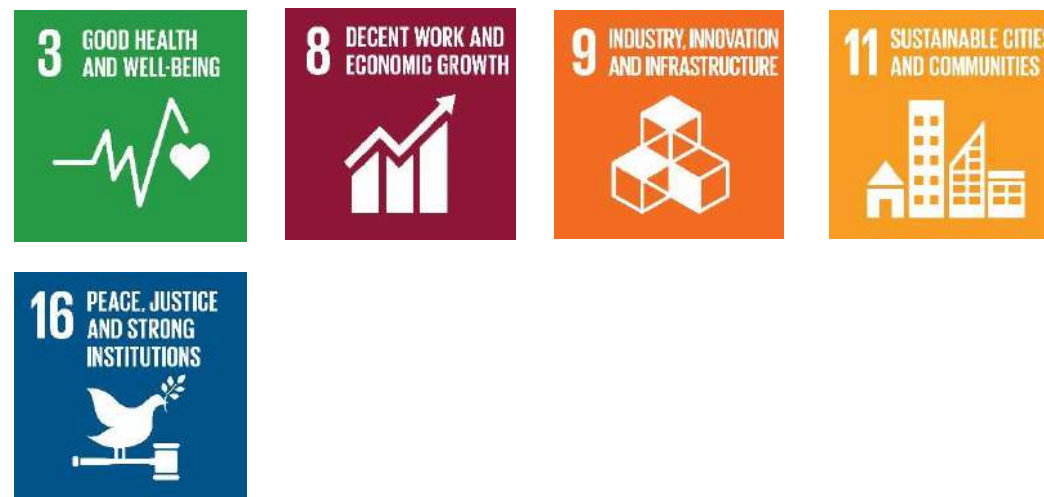 3 GOOD HEALTH
AND WELL-BEING
8 DECENT WORK AND
ECONOMIC GROWTH
9 INDUSTRY, INNOVATION
AND INFRASTRUCTURE
11 SUSTAINABLE CITIES
AND COMMUNITIES
16 PEACE, JUSTICE
AND STRONG
INSTITUTIONS